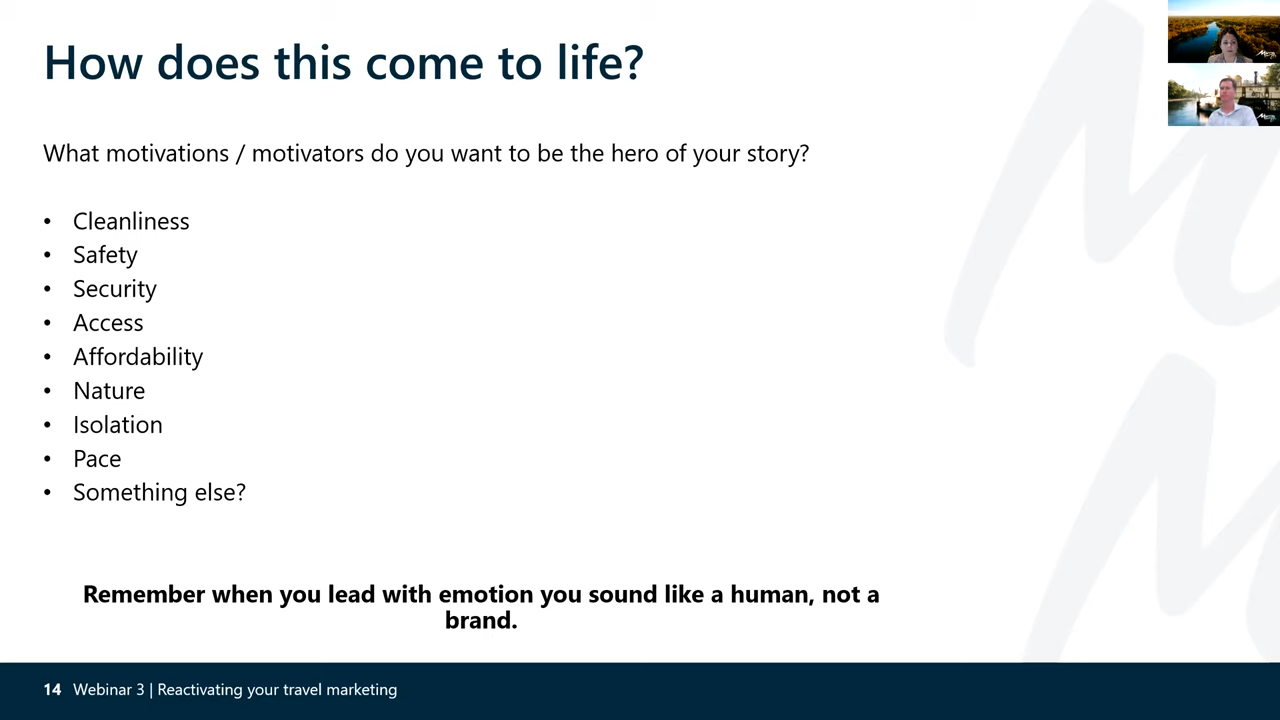 How does this come to life?
What motivations / motivators do you want to be the hero of your story?
• Cleanliness
• Safety
• Security
• Access
• Affordability
• Nature
• Isolation
• Pace
• Something else?
Remember when you lead with emotion you sound like a human, not a
brand.
14 Webinar 3 | Reactivating your travel marketing